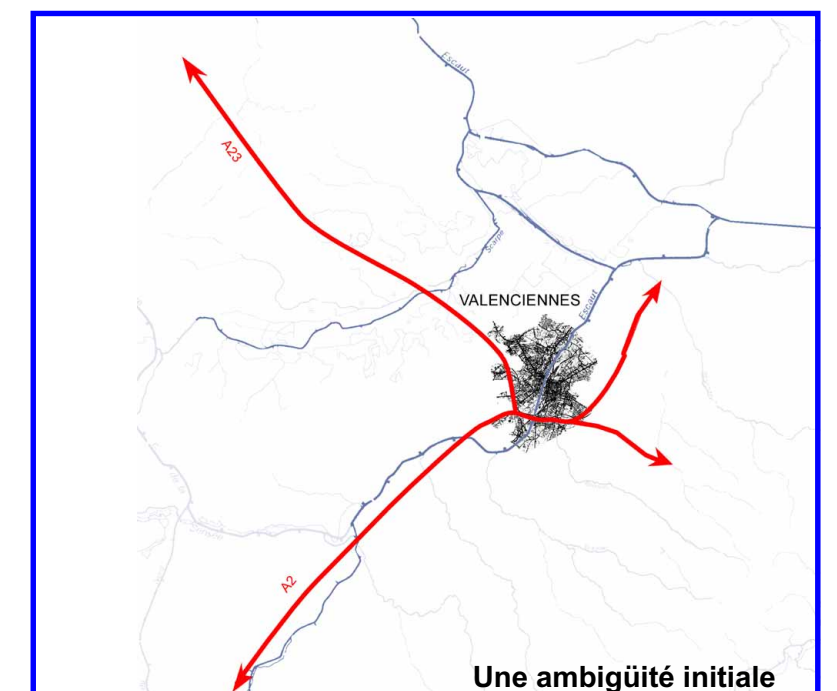 Escaut
A23
Scarpe
VALENCIENNES
Escaut
A2
Une ambigüité initiale